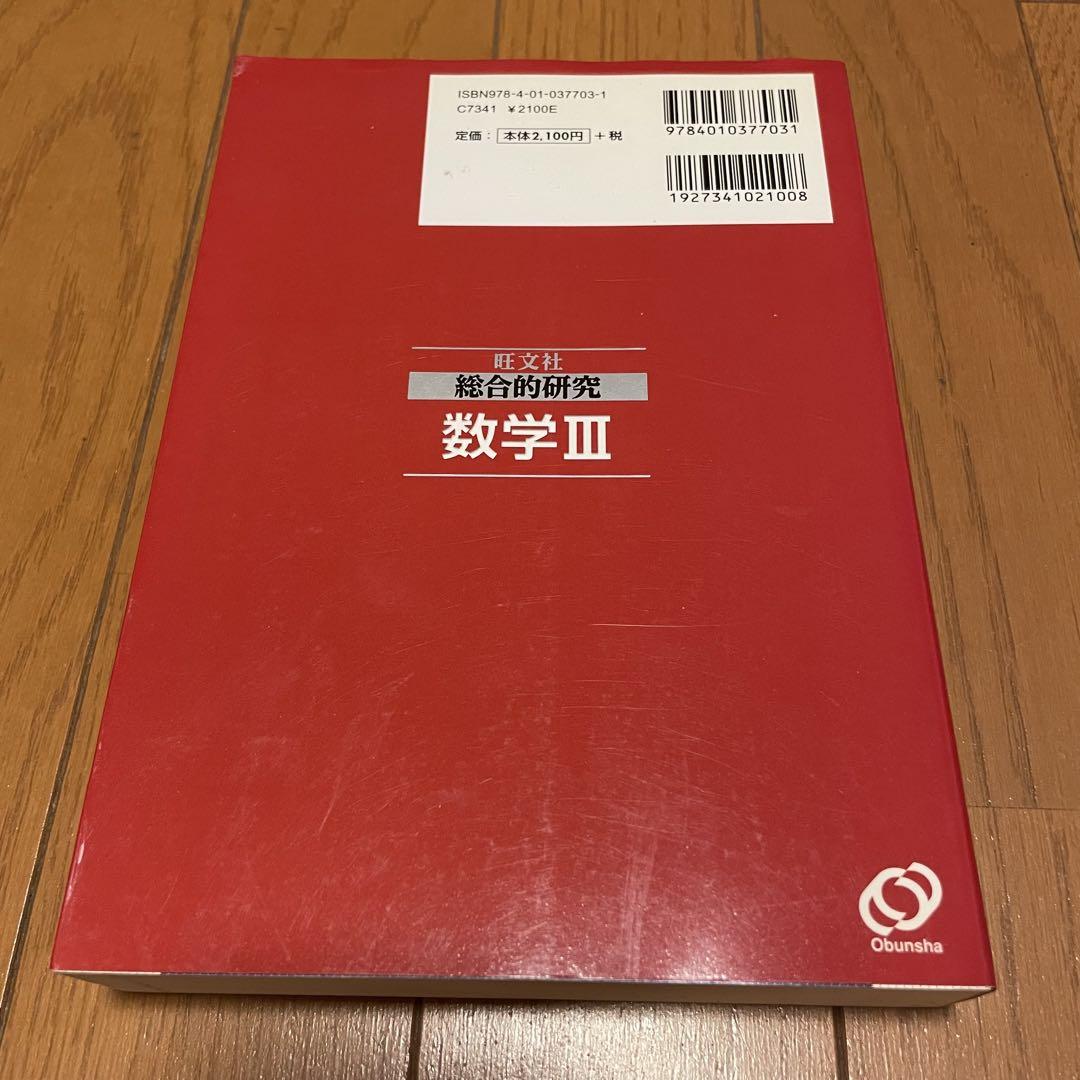 ISBN978-4-01-037703-1
C7341 ¥2100E
定価： 本体2,100円 +税
9784010377031
1927341021008
旺文社
総合的研究
数学III
Obunsha